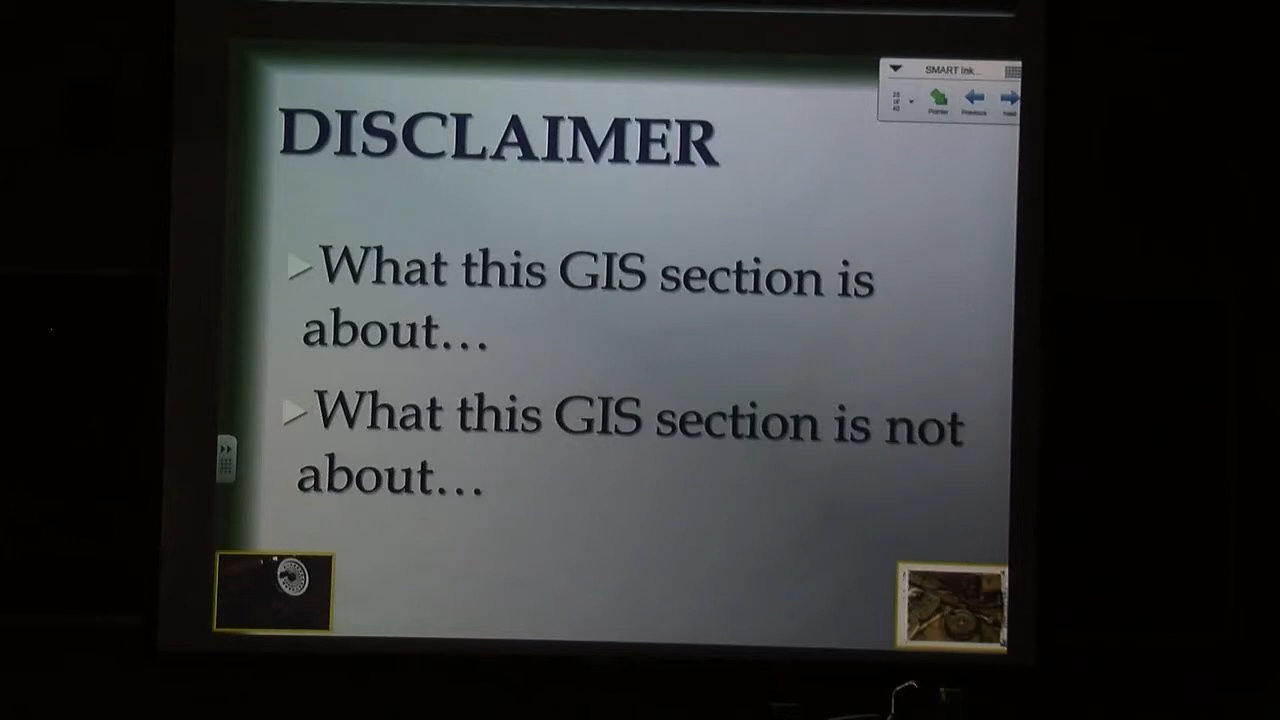 SMART Ink...
Pointer Previous Next
DISCLAIMER
What this GIS section is
about...
What this GIS section is not
about...